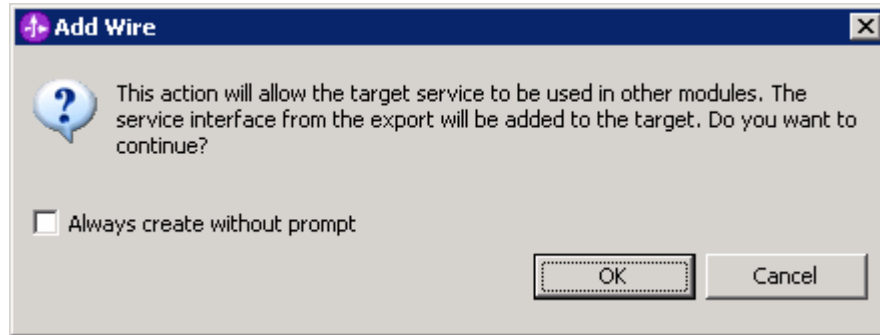 Add Wire
This action will allow the target service to be used in other modules. The
service interface from the export will be added to the target. Do you want to
continue?
Always create without prompt
OK
Cancel